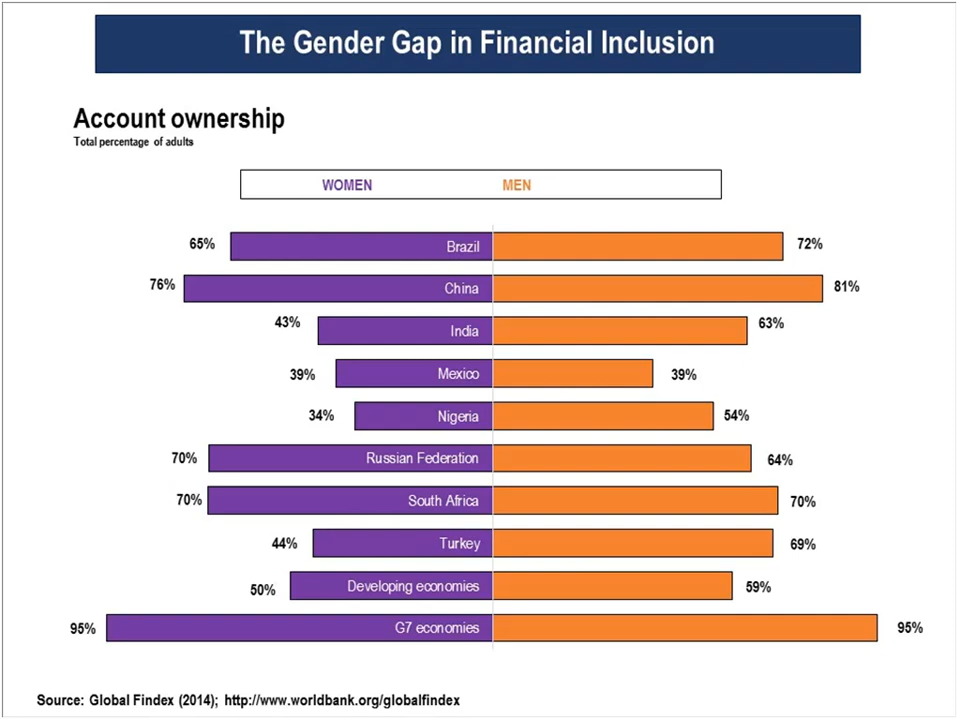 The Gender Gap in Financial Inclusion
Account ownership
Total percentage of adults
WOMEN MEN
65% Brazil 72%
76% China 81%
43% India 63%
39% Mexico 39%
34% Nigeria 54%
70% Russian Federation 64%
70% South Africa 70%
44% Turkey 69%
50% Developing economies 59%
95% G7 economies 95%
Source: Global Findex (2014); http://www.worldbank.org/globalfindex